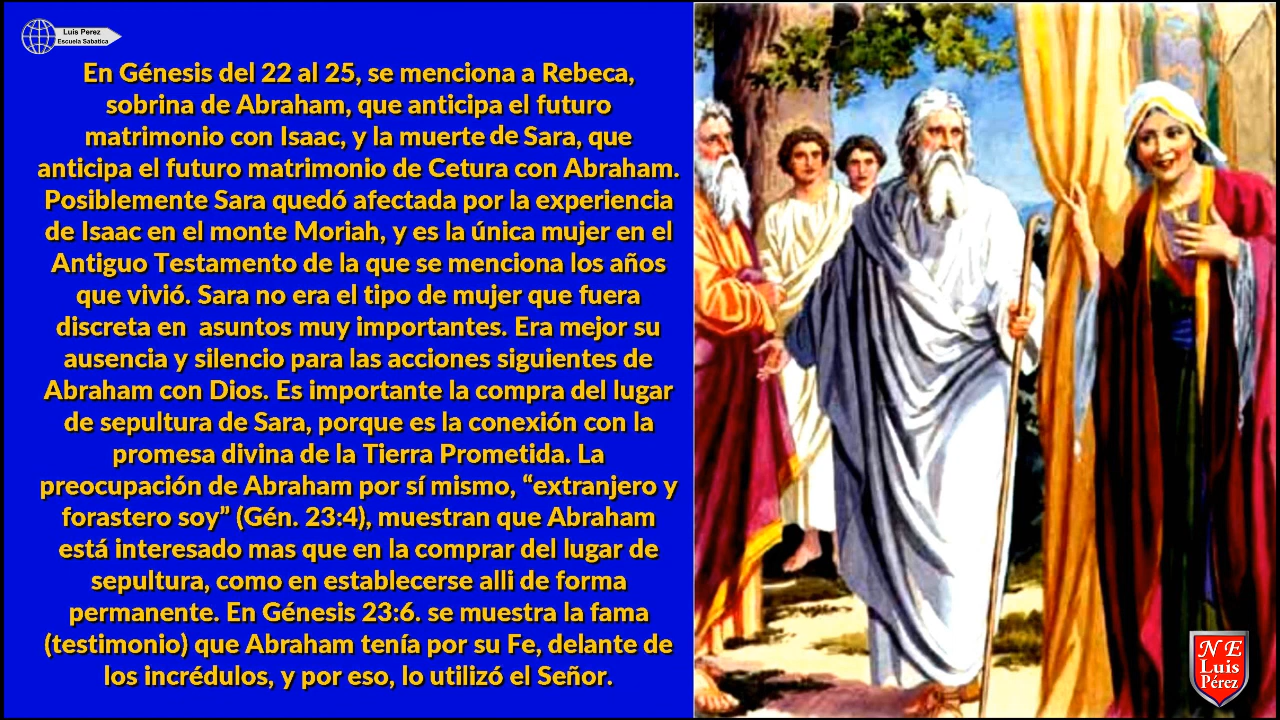 Luis Perez
Escuela Sabatica
En Génesis del 22 al 25, se menciona a Rebeca,
sobrina de Abraham, que anticipa el futuro
matrimonio con Isaac, y la muerte de Sara, que
anticipa el futuro matrimonio de Cetura con Abraham.
Posiblemente Sara quedó afectada por la experiencia
de Isaac en el monte Moriah, y es la única mujer en el
Antiguo Testamento de la que se menciona los años
que vivió. Sara no era el tipo de mujer que fuera
discreta en  asuntos muy importantes. Era mejor su
ausencia y silencio para las acciones siguientes de
Abraham con Dios. Es importante la compra del lugar
de sepultura de Sara, porque es la conexión con la
promesa divina de la Tierra Prometida. La
preocupación de Abraham por sí mismo, “extranjero y
forastero soy” (Gén. 23:4), muestran que Abraham
está interesado mas que en la comprar del lugar de
sepultura, como en establecerse alli de forma
permanente. En Génesis 23:6. se muestra la fama
(testimonio) que Abraham tenía por su Fe, delante de
los incrédulos, y por eso, lo utilizó el Señor.
N E
Luis
Pérez